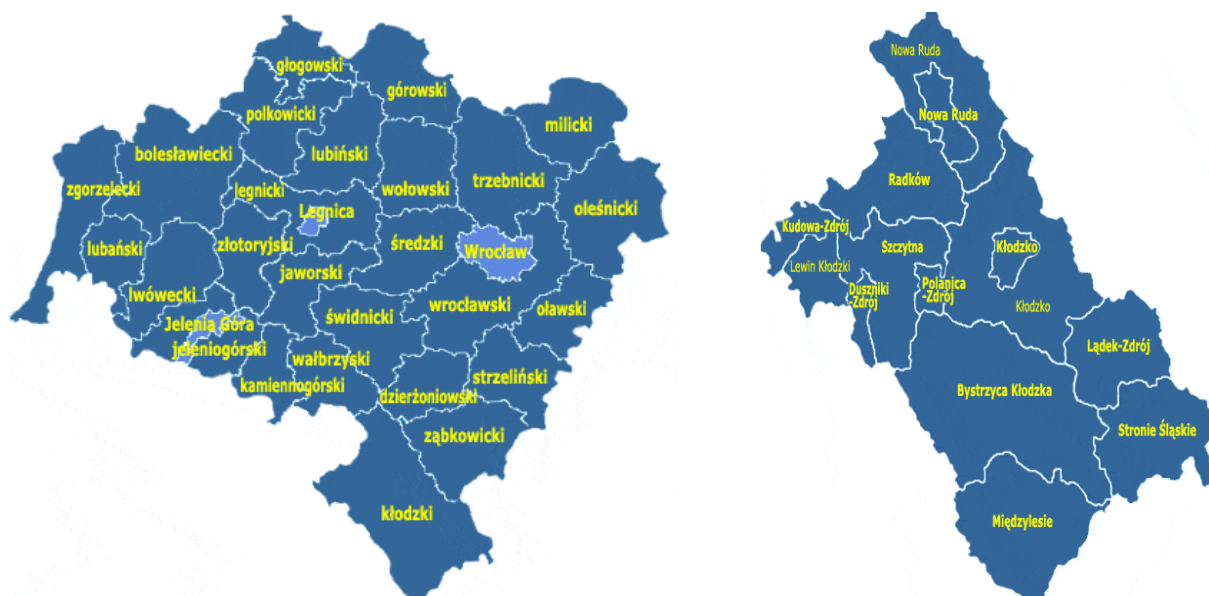 głogowski
górowski
polkowicki
milicki
bolesławiecki
lubiński
zgorzelecki
legnicki
wołowski
trzebnicki
Legnica
oleśnicki
lubański
złotoryjski
średzki
Wrocław
jaworski
lwówecki
wrocławski
oławski
świdnicki
Jelenia Góra
jeleniogórski
wałbrzyski
kamiennogórski
strzeliński
dzierżoniowski
ząbkowicki
kłodzki
Nowa Ruda
Nowa Ruda
Radków
Kudowa-Zdrój
Szczytna
Kłodzko
Lewin Kłodzki
Duszniki
-Zdrój
Polanica
-Zdrój
Kłodzko
Lądek-Zdrój
Bystrzyca Kłodzka
Stronie Śląskie
Międzylesie